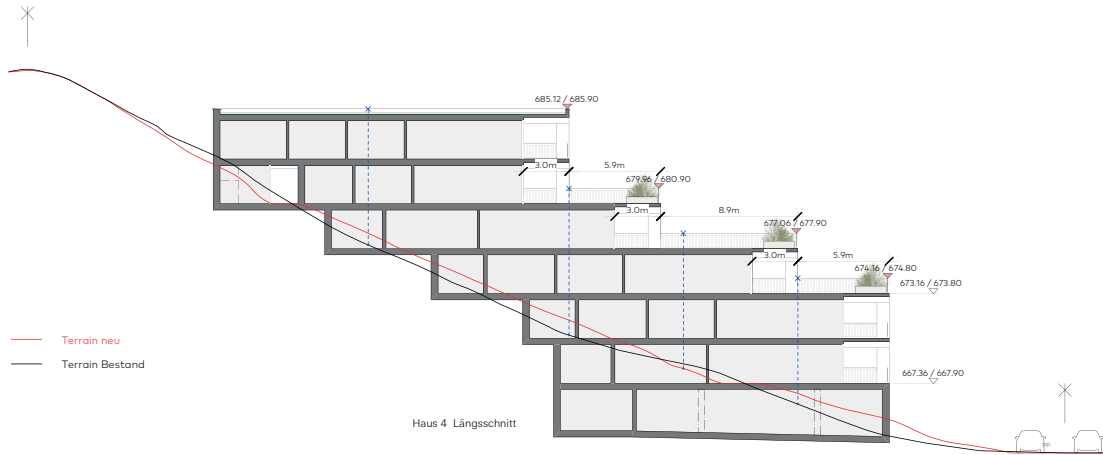 685.12 / 685.90
3.0m
5.9m
679.96 / 680.90
3.0m
8.9m
677.06 / 677.90
3.0m
5.9m
674.16 / 674.80
673.16 / 673.80
Terrain neu
Terrain Bestand
667.36 / 667.90
Haus 4 Längsschnitt